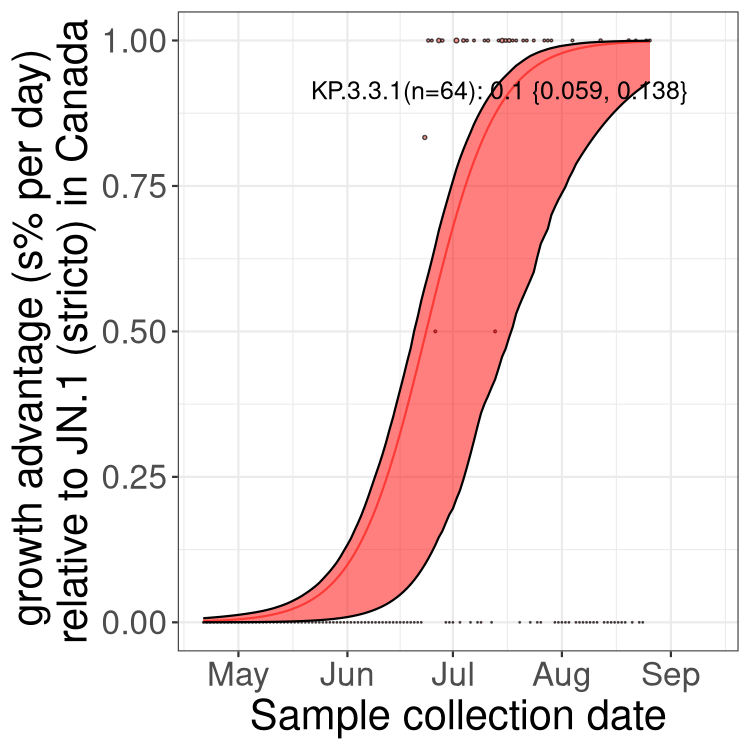 growth advantage (s% per day)
relative to JN.1 (stricto) in Canada
1.00
0.75
0.50
0.25
0.00
KP.3.3.1(n=64): 0.1 {0.059, 0.138}
May Jun Jul Aug Sep
Sample collection date